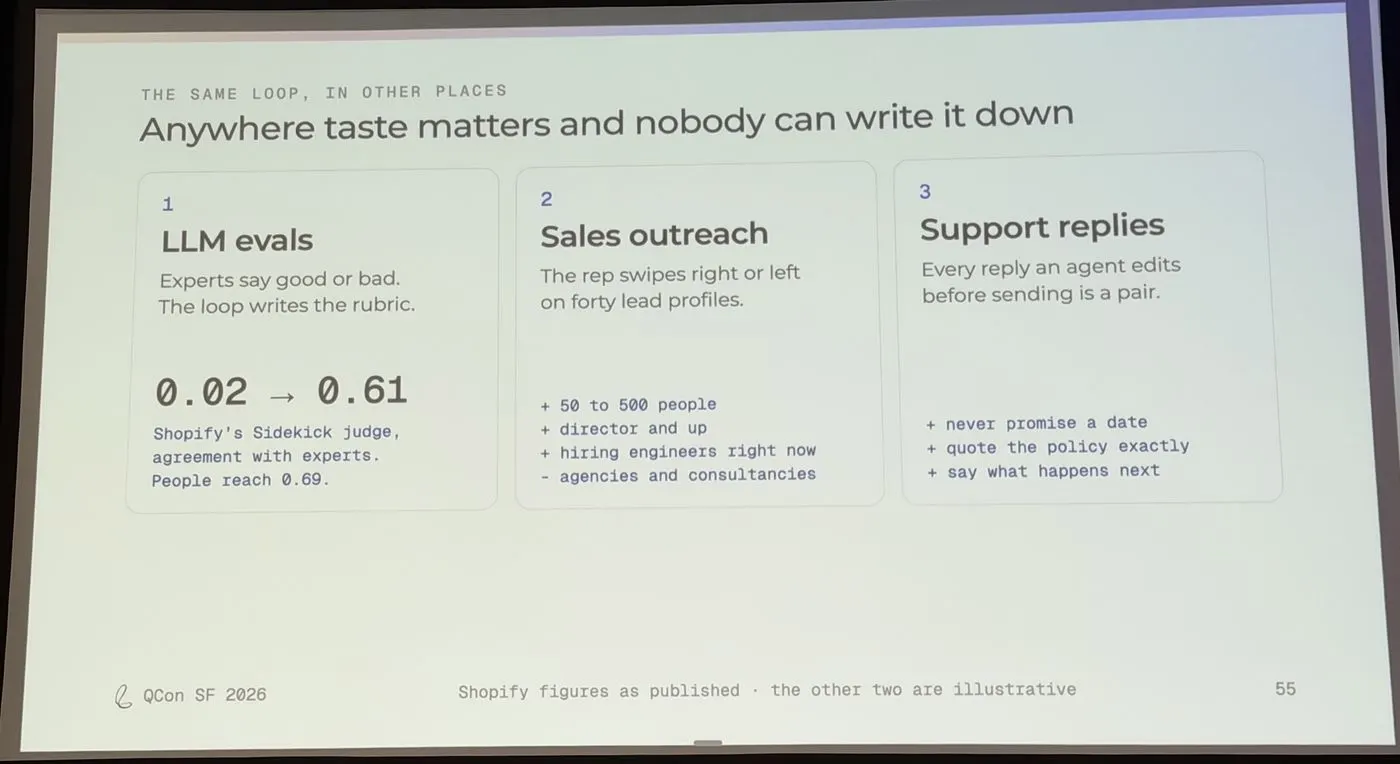 THE SAME LOOP, IN OTHER PLACES
Anywhere taste matters and nobody can write it down
1
LLM evals
Experts say good or bad.
The loop writes the rubric.
0.02 → 0.61
Shopify's Sidekick judge,
agreement with experts.
People reach 0.69.
2
Sales outreach
The rep swipes right or left
on forty lead profiles.
+ 50 to 500 people
+ director and up
+ hiring engineers right now
- agencies and consultancies
3
Support replies
Every reply an agent edits
before sending is a pair.
+ never promise a date
+ quote the policy exactly
+ say what happens next
QCon SF 2026
Shopify figures as published · the other two are illustrative
55